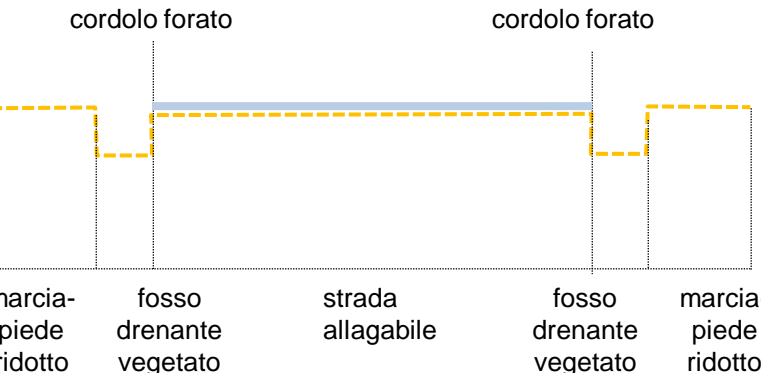 cordolo forato
cordolo forato
marcia-
piede
ridotto
fosso
drenante
vegetato
strada
allagabile
fosso
drenante
vegetato
marcia
piede
ridotto